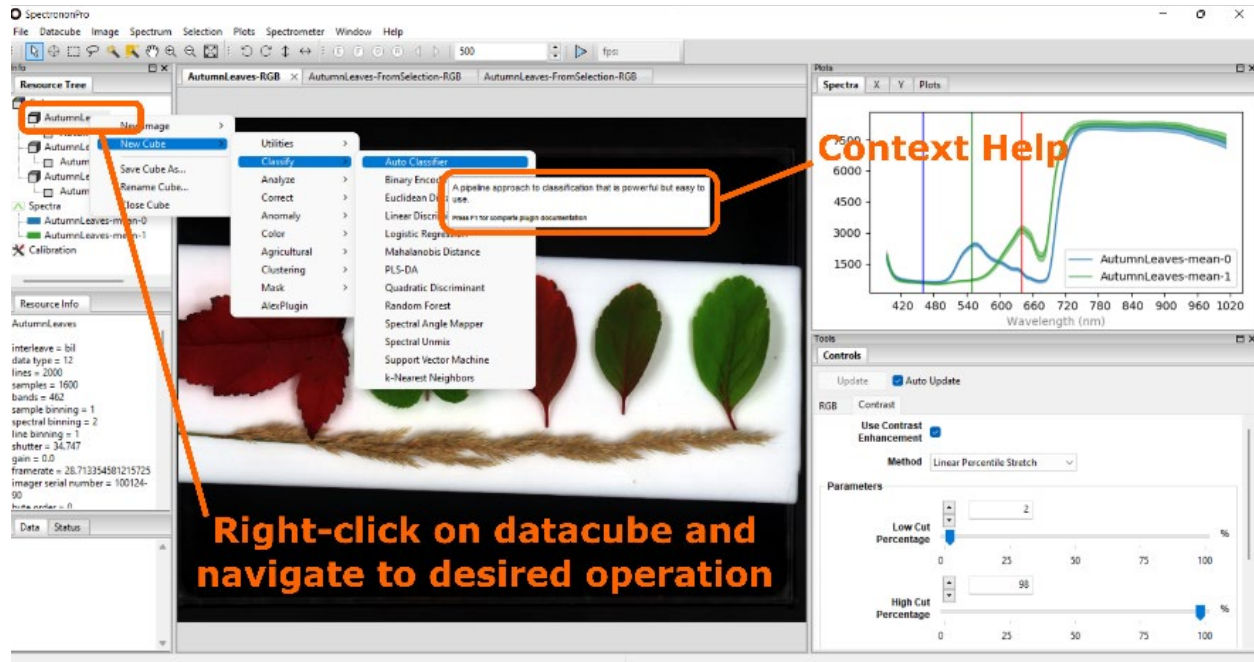 SpectrononPro
File Datacube Image Spectrum Selection Plots Spectrometer Window Help
500 fps:
Info
Resource Tree
AutumnLe
AutumnLe
Autum
AutumnLe
Autum
Spectra
AutumnLeaves-mean-0
AutumnLeaves-mean-1
Calibration
New Image
New Cube
Save Cube As...
Rename Cube...
Close Cube
Utilities
Classify
Analyze
Correct
Anomaly
Color
Agricultural
Clustering
Mask
AlexPlugin
Auto Classifier
Binary Enco
Euclidean Di
Linear Discri
Logistic Regression
Mahalanobis Distance
PLS-DA
Quadratic Discriminant
Random Forest
Spectral Angle Mapper
Spectral Unmix
Support Vector Machine
k-Nearest Neighbors
A pipeline approach to classification that is powerful but easy to
use.
Press F1 for complete plugin documentation
AutumnLeaves-RGB AutumnLeaves-FromSelection-RGB AutumnLeaves-FromSelection-RGB
Context Help
Right-click on datacube and
navigate to desired operation
Resource Info
AutumnLeaves
interleave = bil
data type = 12
lines = 2000
samples = 1600
bands = 462
sample binning = 1
spectral binning = 2
line binning = 1
shutter = 34.747
gain = 0.0
framerate = 28.713354581215725
imager serial number = 100124-
90
byte order = 0
Data Status
Plots
Spectra X Y Plots
7500
6000
4500
3000
1500
AutumnLeaves-mean-0
AutumnLeaves-mean-1
420 480 540 600 660 720 780 840 900 960 1020
Wavelength (nm)
Tools
Controls
Update Auto Update
RGB Contrast
Use Contrast
Enhancement
Method Linear Percentile Stretch
Parameters
2
Low Cut
Percentage %
0 25 50 75 100
98
High Cut
Percentage %
0 25 50 75 100